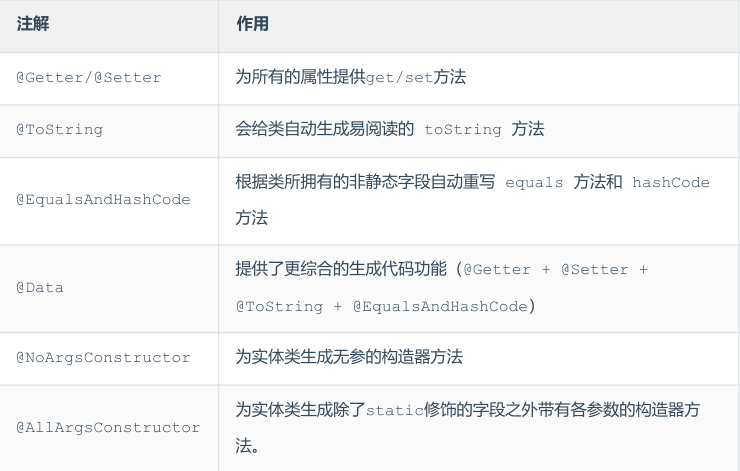 注解 作用
@Getter/@Setter 为所有的属性提供get/set方法
@ToString 会给类自动生成易阅读的 toString 方法
@EqualsAndHashCode 根据类所拥有的非静态字段自动重写 equals 方法和 hashCode
方法
@Data 提供了更综合的生成代码功能（@Getter + @Setter +
@ToString + @EqualsAndHashCode）
@NoArgsConstructor 为实体类生成无参的构造器方法
@AllArgsConstructor 为实体类生成除了static修饰的字段之外带有各参数的构造器方
法。